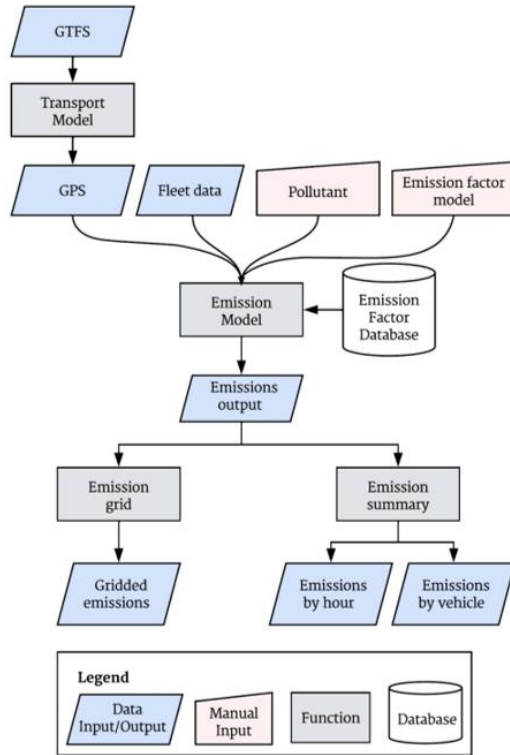 GTFS
Transport
Model
GPS
Fleet data
Pollutant
Emission factor
model
Emission
Model
Emission
Factor
Database
Emissions
output
Emission
grid
Emission
summary
Gridded
emissions
Emissions
by hour
Emissions
by vehicle
Legend
Data
Input/Output
Manual
Input
Function
Database